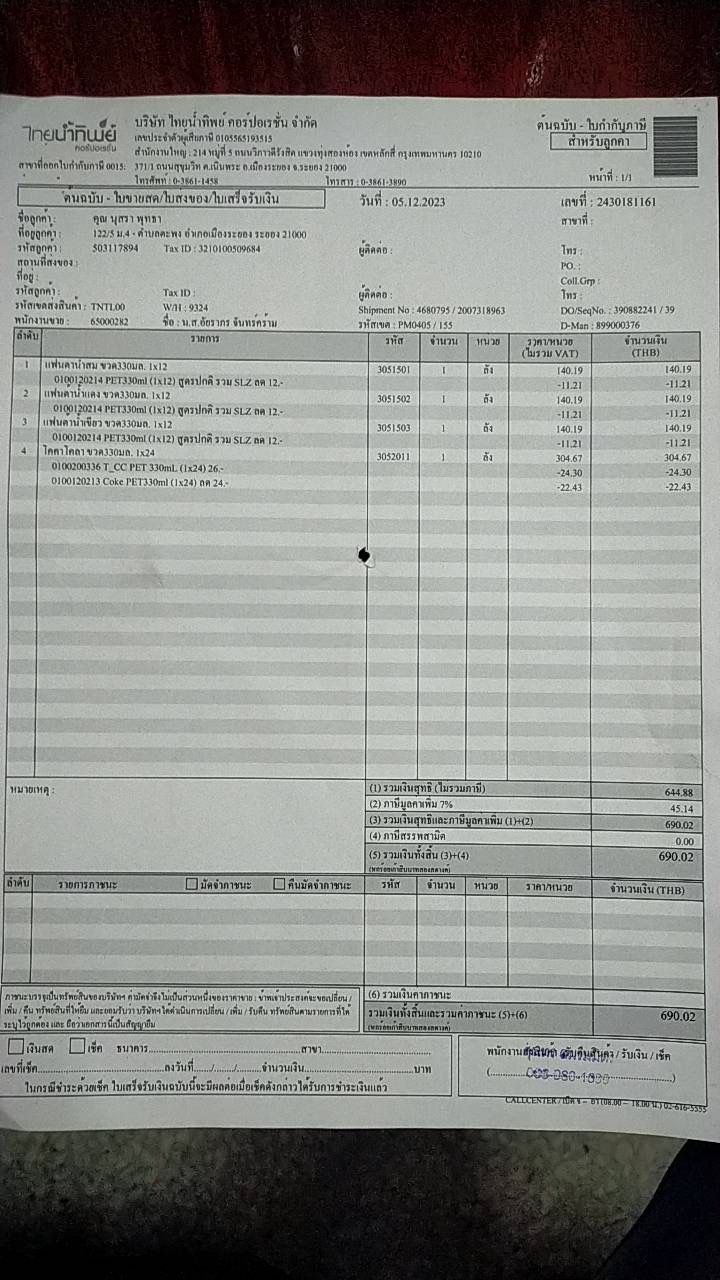 ไทยน้ำทิพย์
คอร์ปอเรชั่น
บริษัท ไทยน้ำทิพย์ คอร์ปอเรชั่น จำกัด
เลขประจำตัวผู้เสียภาษี 0105565193515
สำนักงานใหญ่ : 214 หมู่ที่ 5 ถนนวิภาวดีรังสิต แขวงทุ่งสองห้อง เขตหลักสี่ กรุงเทพมหานคร 10210
สาขาที่ออกใบกำกับภาษี 0015: 371/1 ถนนสุขุมวิท ต.เนินพระ อ.เมืองระยอง จ.ระยอง 21000
โทรศัพท์ : 0-3861-1458 โทรสาร : 0-3861-3890
ต้นฉบับ - ใบกำกับภาษี
สำหรับลูกค้า
หน้าที่ : 1/1
ต้นฉบับ - ใบขายสด/ใบส่งของ/ใบเสร็จรับเงิน วันที่ : 05.12.2023 เลขที่ : 2430181161
ชื่อลูกค้า : คุณ นุสรา พุทธา สาขาที่ :
ที่อยู่ลูกค้า : 122/5 ม.4 - ตำบลตะพง อำเภอเมืองระยอง ระยอง 21000
รหัสลูกค้า : 503117894 Tax ID : 3210100509684 ผู้ติดต่อ : โทร :
สถานที่ส่งของ : PO. :
ที่อยู่ : Coll.Grp :
รหัสลูกค้า : Tax ID : ผู้ติดต่อ : โทร :
รหัสเขตส่งสินค้า : TNTL00 W/H : 9324 Shipment No : 4680795 / 2007318963 DO/SeqNo. : 390882241 / 39
พนักงานขาย : 65000282 ชื่อ : น.ส.อัยรากร จันทร์คร้าม รหัสเขต : PM0405 / 155 D-Man : 899000376
ลำดับ รายการ รหัส จำนวน หน่วย ราคา/หน่วย จำนวนเงิน
(ไม่รวม VAT) (THB)
1 แฟนตาน้ำส้ม ขวด330มล. 1x12 3051501 1 ลัง 140.19 140.19
0100120214 PET330ml (1x12) สูตรปกติ รวม SLZ ลด 12.- -11.21 -11.21
2 แฟนต้าน้ำแดง ขวด330มล. 1x12 3051502 1 ลัง 140.19 140.19
0100120214 PET330ml (1x12) สูตรปกติ รวม SLZ ลด 12.- -11.21 -11.21
3 แฟนต้าน้ำเขียว ขวด330มล. 1x12 3051503 1 ลัง 140.19 140.19
0100120214 PET330ml (1x12) สูตรปกติ รวม SLZ ลด 12.- -11.21 -11.21
4 โคคาโคลา ขวด330มล. 1x24 3052011 1 ลัง 304.67 304.67
0100200336 T_CC PET 330mL (1x24) 26.- -24.30 -24.30
0100120213 Coke PET330ml (1x24) ลด 24.- -22.43 -22.43
หมายเหตุ :
(1) รวมเงินสุทธิ (ไม่รวมภาษี) 644.88
(2) ภาษีมูลค่าเพิ่ม 7% 45.14
(3) รวมเงินสุทธิและภาษีมูลค่าเพิ่ม (1)+(2) 690.02
(4) ภาษีสรรพสามิต 0.00
(5) รวมเงินทั้งสิ้น (3)+(4) 690.02
(หกร้อยเก้าสิบบาทสองสตางค์)
ลำดับ รายการภาชนะ มัดจำภาชนะ คืนมัดจำภาชนะ รหัส จำนวน หน่วย ราคา/หน่วย จำนวนเงิน (THB)
(6) รวมเงินค่าภาชนะ
รวมเงินทั้งสิ้นและรวมค่าภาชนะ (5)+(6) 690.02
(หกร้อยเก้าสิบบาทสองสตางค์)
ภาชนะบรรจุเป็นทรัพย์สินของบริษัทฯ ค่ามัดจำจึงไม่เป็นส่วนหนึ่งของราคาขาย : ข้าพเจ้าประสงค์จะขอเปลี่ยน /
เพิ่ม / คืน ทรัพย์สินที่ให้ยืม และยอมรับว่า บริษัทฯ ได้ดำเนินการเปลี่ยน / เพิ่ม / รับคืน ทรัพย์สินตามรายการที่ได้
ระบุไว้ถูกต้อง และ ถือว่าเอกสารนี้เป็นสัญญายืม
เงินสด เช็ค ธนาคาร สาขา
เลขที่เช็ค ลงวันที่ ....../....../...... จำนวนเงิน บาท
ในกรณีชำระด้วยเช็ค ใบเสร็จรับเงินฉบับนี้จะมีผลต่อเมื่อเช็คดังกล่าวได้รับการชำระเงินแล้ว
พนักงาน / รับเงิน / เช็ค
CALLCENTER / (08.00 - 18.00 น.) 02-616-5555